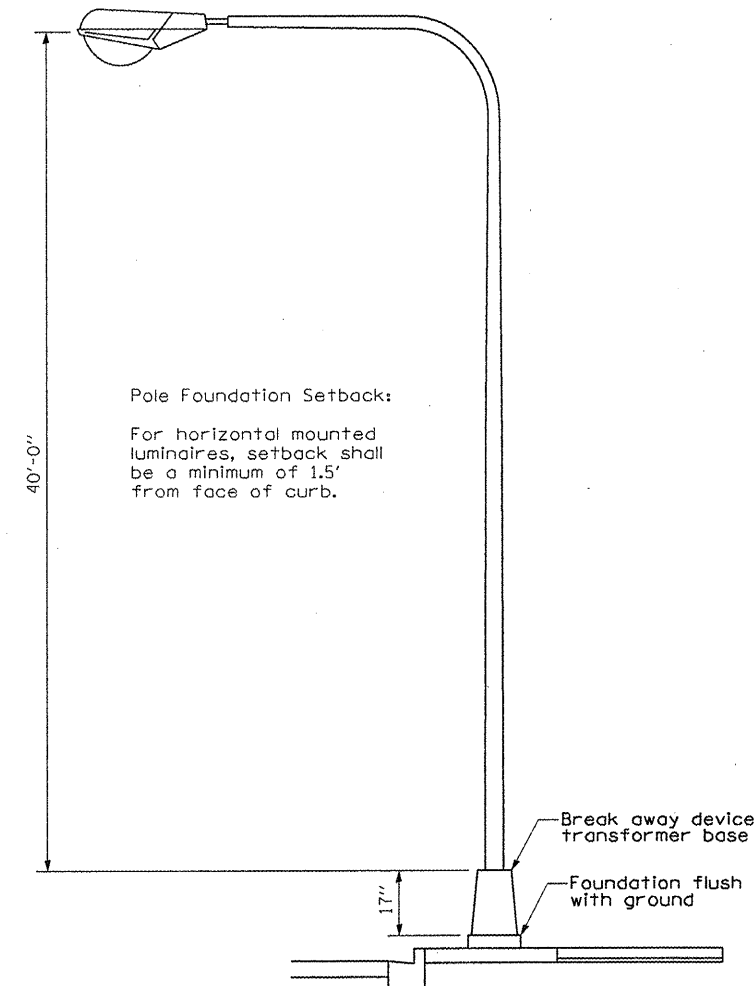 Pole Foundation Setback:
For horizontal mounted
luminaires, setback shall
be a minimum of 1.5'
from face of curb.
40'-0"
Break away device
transformer base
17"
Foundation flush
with ground